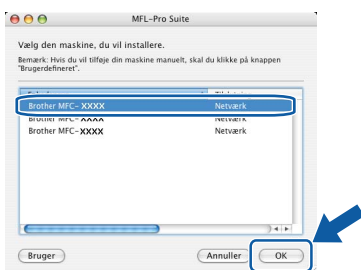 MFL-Pro Suite
Vælg den maskine, du vil installere.
Bemærk: Hvis du vil tilføje din maskine manuelt, skal du klikke på knappen
"Brugerdefineret".
Brother MFC-XXXX Netværk
Brother MFC-XXXX Netværk
Brother MFC-XXXX Netværk
Bruger Annuller OK